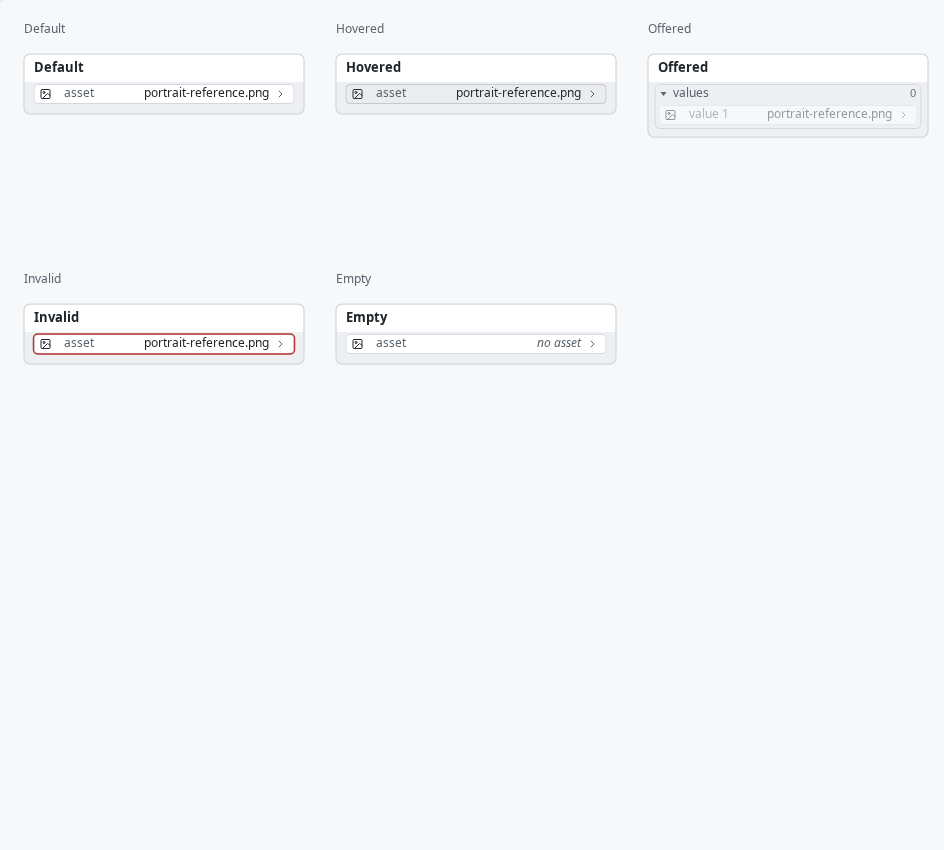 Default
Hovered
Offered
Default
Hovered
Offered
asset portrait-reference.png
asset portrait-reference.png
values 0
value 1 portrait-reference.png
Invalid
Empty
Invalid
Empty
asset portrait-reference.png
asset no asset